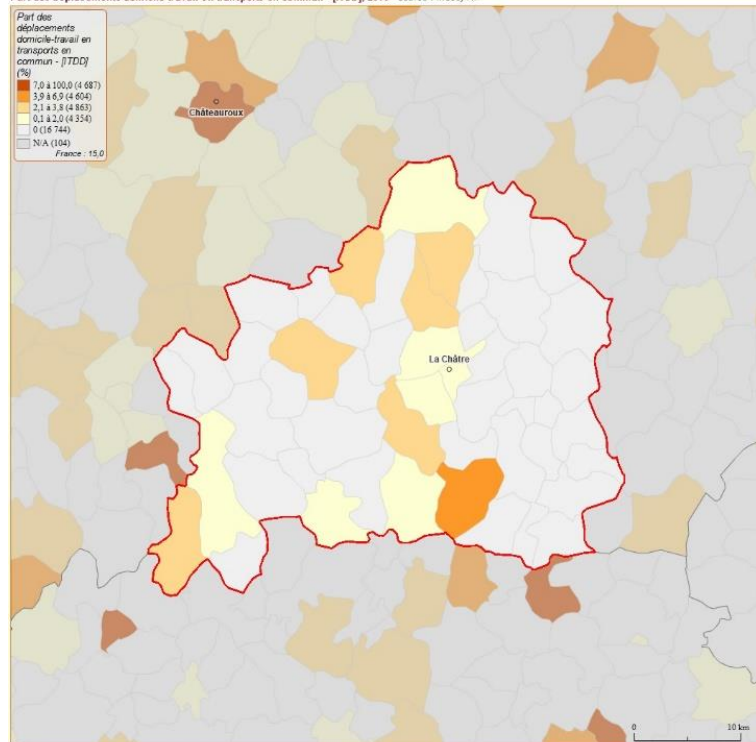 Part des
déplacements
domicile-travail en
transports en
commun - [ITDD]
(%)
7,0 à 100,0 (4 687)
3,9 à 6,9 (4 604)
2,1 à 3,8 (4 863)
0,1 à 2,0 (4 354)
0 (16 744)
N/A (104)
France : 15,0
Châteauroux
La Châtre
0
10 km